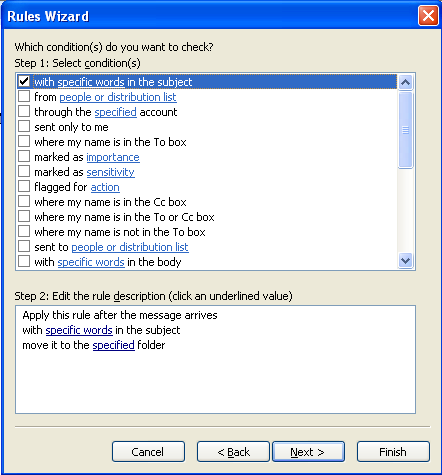 Rules Wizard
Which condition(s) do you want to check?
Step 1: Select condition(s)
with specific words in the subject
from people or distribution list
through the specified account
sent only to me
where my name is in the To box
marked as importance
marked as sensitivity
flagged for action
where my name is in the Cc box
where my name is in the To or Cc box
where my name is not in the To box
sent to people or distribution list
with specific words in the body
Step 2: Edit the rule description (click an underlined value)
Apply this rule after the message arrives
with specific words in the subject
move it to the specified folder
Cancel < Back Next > Finish